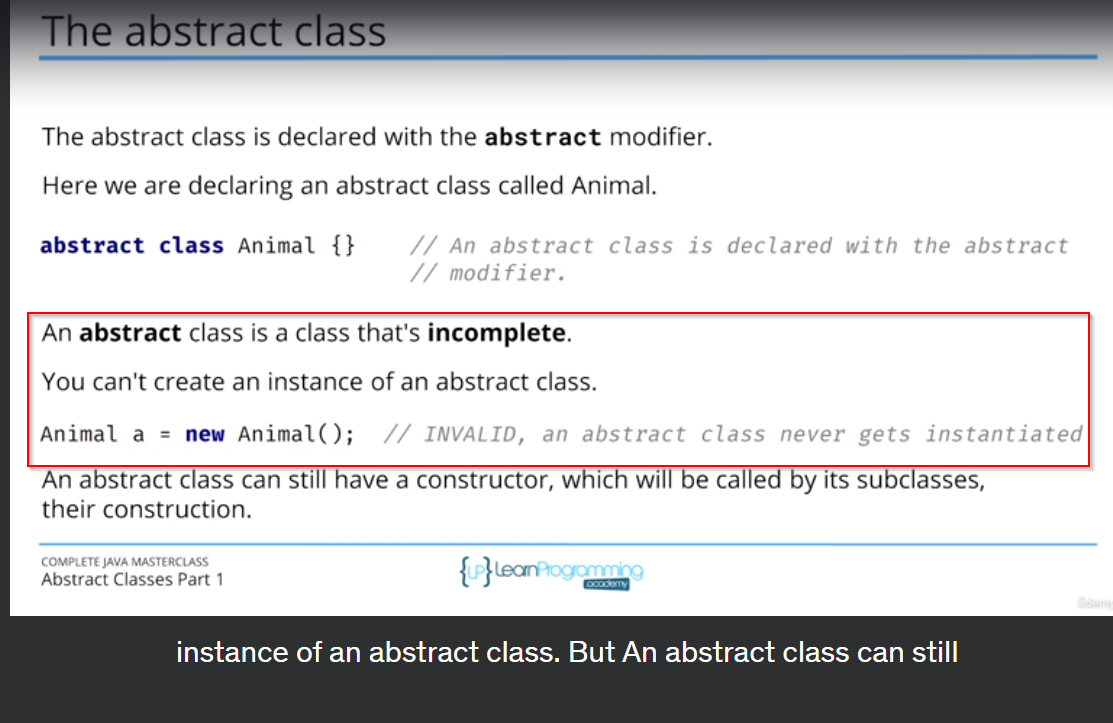 The abstract class
The abstract class is declared with the abstract modifier.
Here we are declaring an abstract class called Animal.
abstract class Animal {} // An abstract class is declared with the abstract
// modifier.
An abstract class is a class that's incomplete.
You can't create an instance of an abstract class.
Animal a = new Animal(); // INVALID, an abstract class never gets instantiated
An abstract class can still have a constructor, which will be called by its subclasses,
their construction.
COMPLETE JAVA MASTERCLASS
Abstract Classes Part 1
{LP} LearnProgramming
academy
Udemy
instance of an abstract class. But An abstract class can still